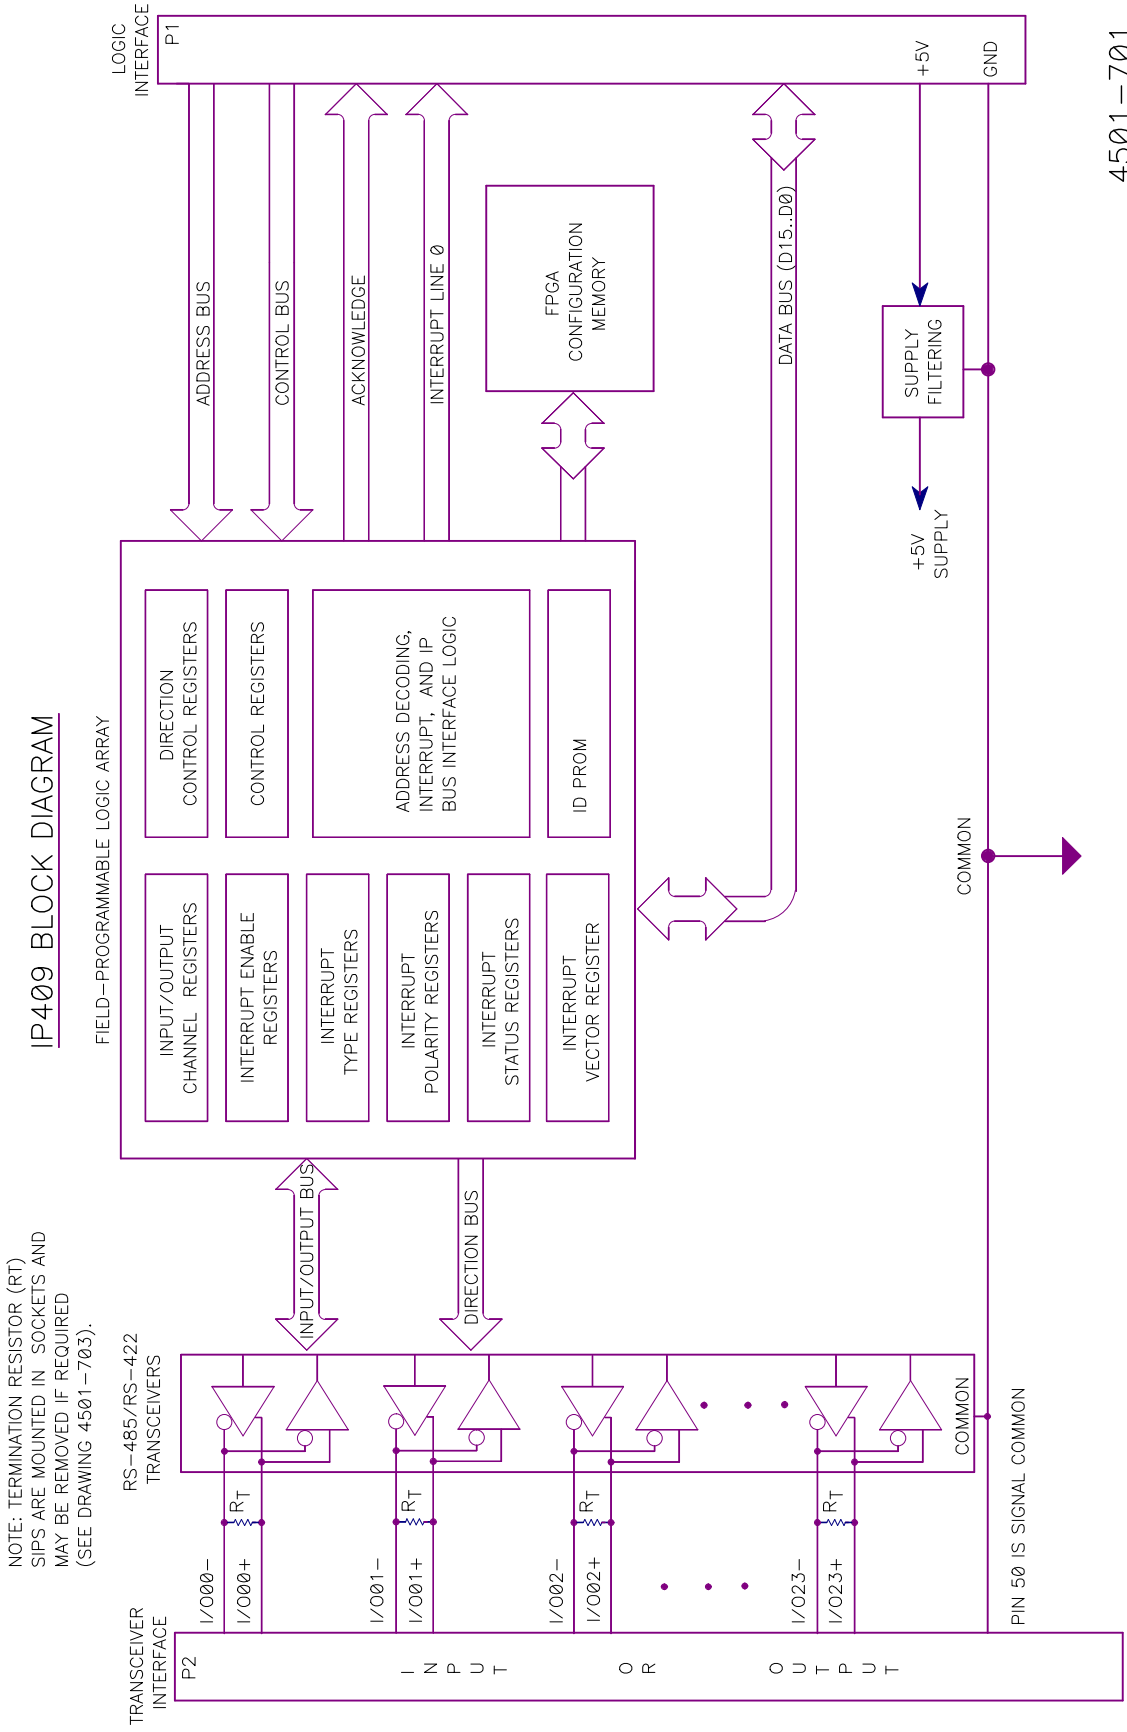 IP409 BLOCK DIAGRAM
NOTE: TERMINATION RESISTOR (RT)
SIPS ARE MOUNTED IN SOCKETS AND
MAY BE REMOVED IF REQUIRED
(SEE DRAWING 4501-703).
TRANSCEIVER
INTERFACE
P2
INPUT OR OUTPUT
I/O00-
I/O00+
I/O01-
I/O01+
I/O02-
I/O02+
I/O23-
I/O23+
PIN 50 IS SIGNAL COMMON
RT
RT
RT
RT
RS-485/RS-422
TRANSCEIVERS
COMMON
INPUT/OUTPUT BUS
DIRECTION BUS
FIELD-PROGRAMMABLE LOGIC ARRAY
INPUT/OUTPUT
CHANNEL REGISTERS
INTERRUPT ENABLE
REGISTERS
INTERRUPT
TYPE REGISTERS
INTERRUPT
POLARITY REGISTERS
INTERRUPT
STATUS REGISTERS
INTERRUPT
VECTOR REGISTER
DIRECTION
CONTROL REGISTERS
CONTROL REGISTERS
ADDRESS DECODING,
INTERRUPT, AND IP
BUS INTERFACE LOGIC
ID PROM
COMMON
ADDRESS BUS
CONTROL BUS
ACKNOWLEDGE
INTERRUPT LINE 0
FPGA
CONFIGURATION
MEMORY
DATA BUS (D15..D0)
+5V
SUPPLY
SUPPLY
FILTERING
LOGIC
INTERFACE
P1
+5V
GND
4501-701